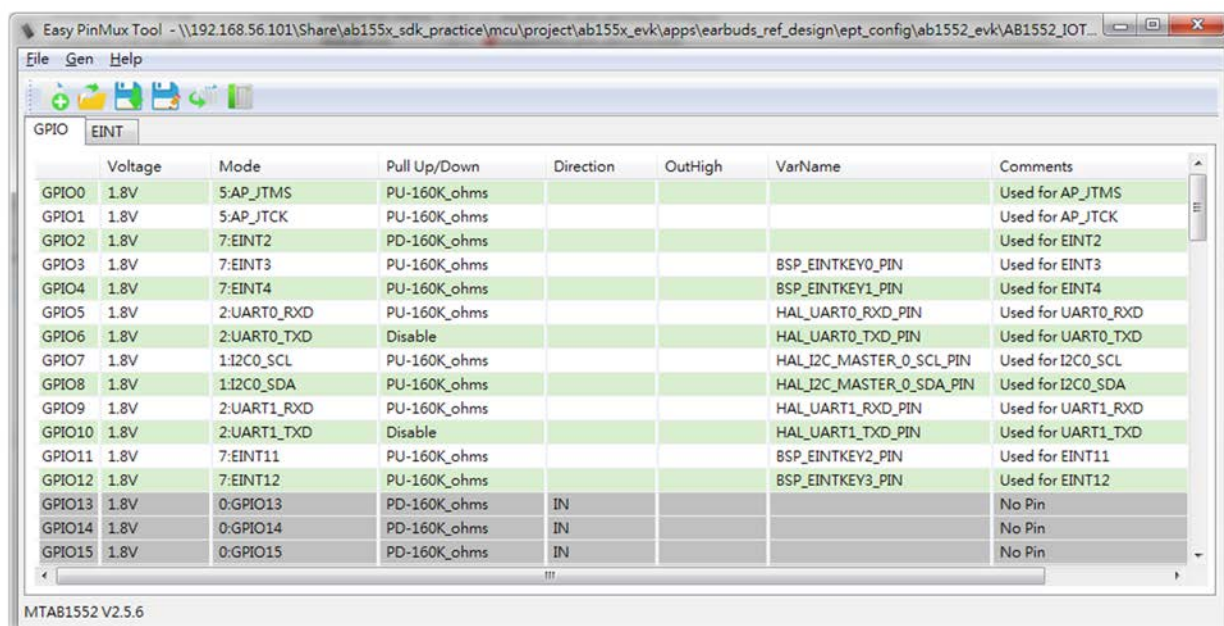 Easy PinMux Tool - \\192.168.56.101\Share\ab155x_sdk_practice\mcu\project\ab155x_evk\apps\earbuds_ref_design\ept_config\ab1552_evk\AB1552_IOT...
File Gen Help
GPIO EINT
Voltage Mode Pull Up/Down Direction OutHigh VarName Comments
GPIO0 1.8V 5:AP_JTMS PU-160K_ohms Used for AP_JTMS
GPIO1 1.8V 5:AP_JTCK PU-160K_ohms Used for AP_JTCK
GPIO2 1.8V 7:EINT2 PD-160K_ohms Used for EINT2
GPIO3 1.8V 7:EINT3 PU-160K_ohms BSP_EINTKEY0_PIN Used for EINT3
GPIO4 1.8V 7:EINT4 PU-160K_ohms BSP_EINTKEY1_PIN Used for EINT4
GPIO5 1.8V 2:UART0_RXD PU-160K_ohms HAL_UART0_RXD_PIN Used for UART0_RXD
GPIO6 1.8V 2:UART0_TXD Disable HAL_UART0_TXD_PIN Used for UART0_TXD
GPIO7 1.8V 1:I2C0_SCL PU-160K_ohms HAL_I2C_MASTER_0_SCL_PIN Used for I2C0_SCL
GPIO8 1.8V 1:I2C0_SDA PU-160K_ohms HAL_I2C_MASTER_0_SDA_PIN Used for I2C0_SDA
GPIO9 1.8V 2:UART1_RXD PU-160K_ohms HAL_UART1_RXD_PIN Used for UART1_RXD
GPIO10 1.8V 2:UART1_TXD Disable HAL_UART1_TXD_PIN Used for UART1_TXD
GPIO11 1.8V 7:EINT11 PU-160K_ohms BSP_EINTKEY2_PIN Used for EINT11
GPIO12 1.8V 7:EINT12 PU-160K_ohms BSP_EINTKEY3_PIN Used for EINT12
GPIO13 1.8V 0:GPIO13 PD-160K_ohms IN No Pin
GPIO14 1.8V 0:GPIO14 PD-160K_ohms IN No Pin
GPIO15 1.8V 0:GPIO15 PD-160K_ohms IN No Pin
MTAB1552 V2.5.6